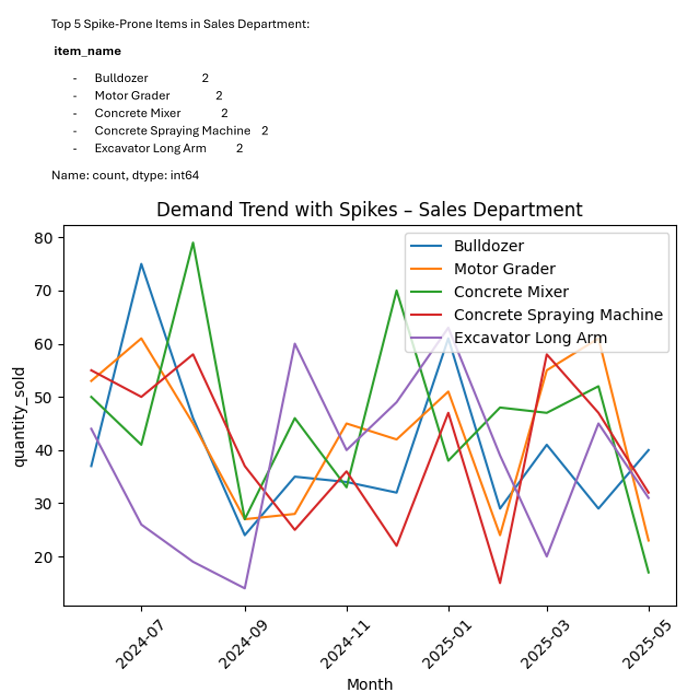 Top 5 Spike-Prone Items in Sales Department:
item_name
- Bulldozer 2
- Motor Grader 2
- Concrete Mixer 2
- Concrete Spraying Machine 2
- Excavator Long Arm 2
Name: count, dtype: int64
Demand Trend with Spikes – Sales Department
80
70
60
50
40
30
20
quantity_sold
Bulldozer
Motor Grader
Concrete Mixer
Concrete Spraying Machine
Excavator Long Arm
2024-07
2024-09
2024-11
2025-01
2025-03
2025-05
Month